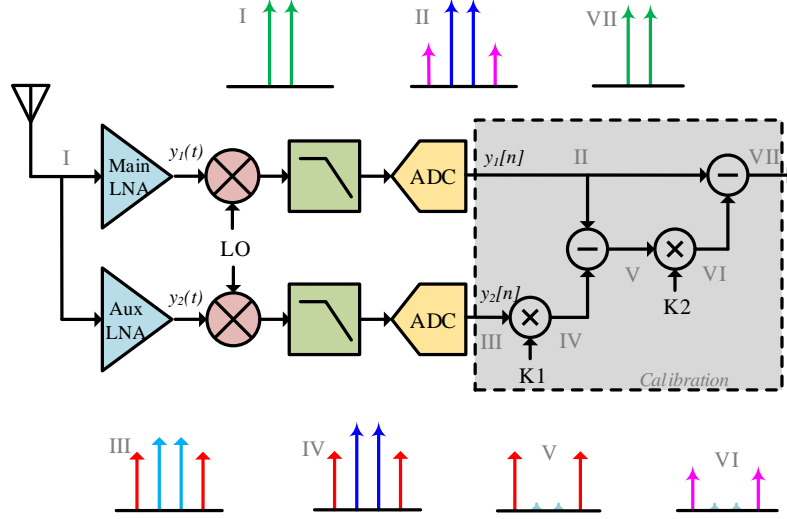 I
II
VII
I
Main
LNA
y1(t)
ADC
y1[n]
II
VII
LO
V
VI
K2
Aux
LNA
y2(t)
ADC
y2[n]
III
IV
K1
Calibration
III
IV
V
VI